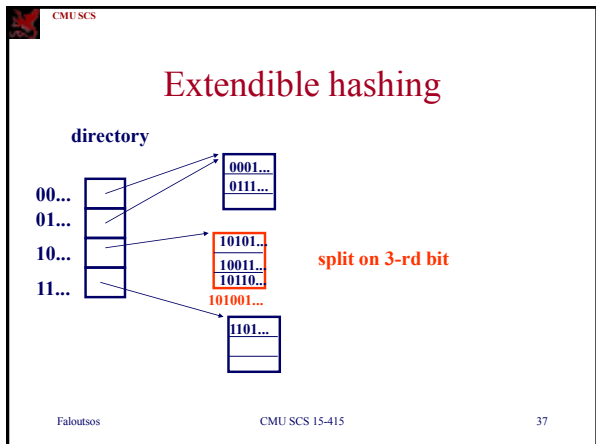 CMU SCS
Extendible hashing
directory
00...
01...
10...
11...
0001...
0111...
10101...
10011...
10110...
101001...
1101...
split on 3-rd bit
Faloutsos CMU SCS 15-415 37